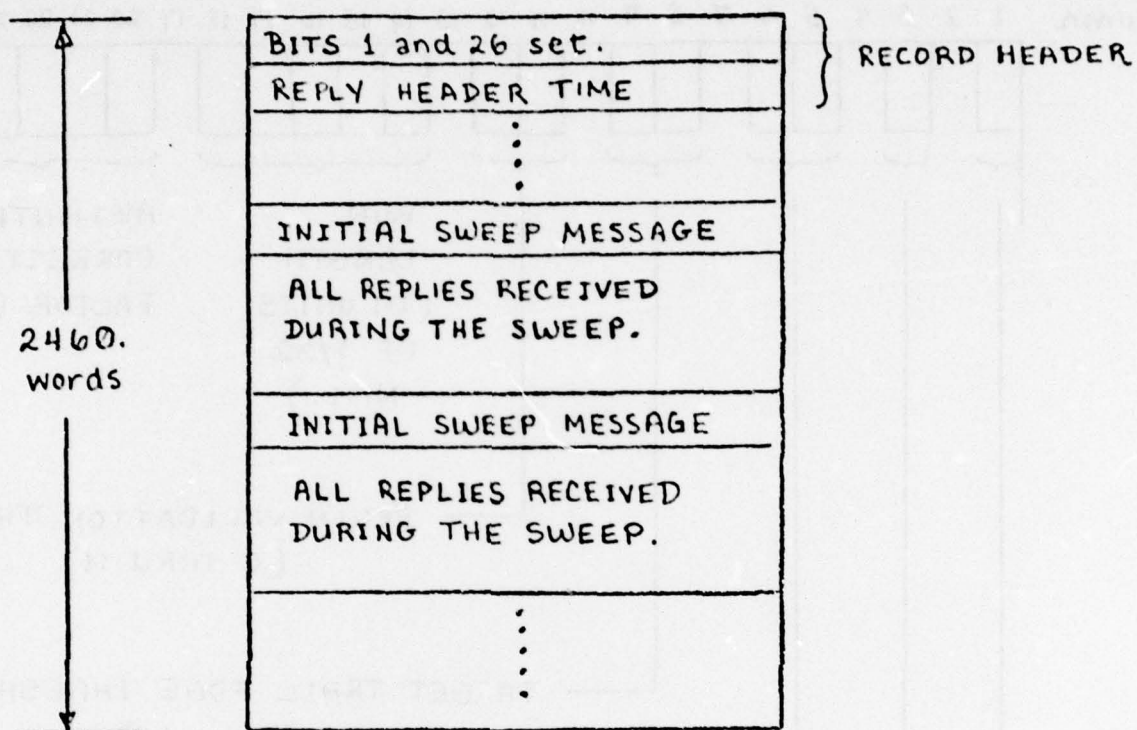 BITS 1 and 26 set.
REPLY HEADER TIME
RECORD HEADER
INITIAL SWEEP MESSAGE
ALL REPLIES RECEIVED
DURING THE SWEEP.
2460.
words
INITIAL SWEEP MESSAGE
ALL REPLIES RECEIVED
DURING THE SWEEP.